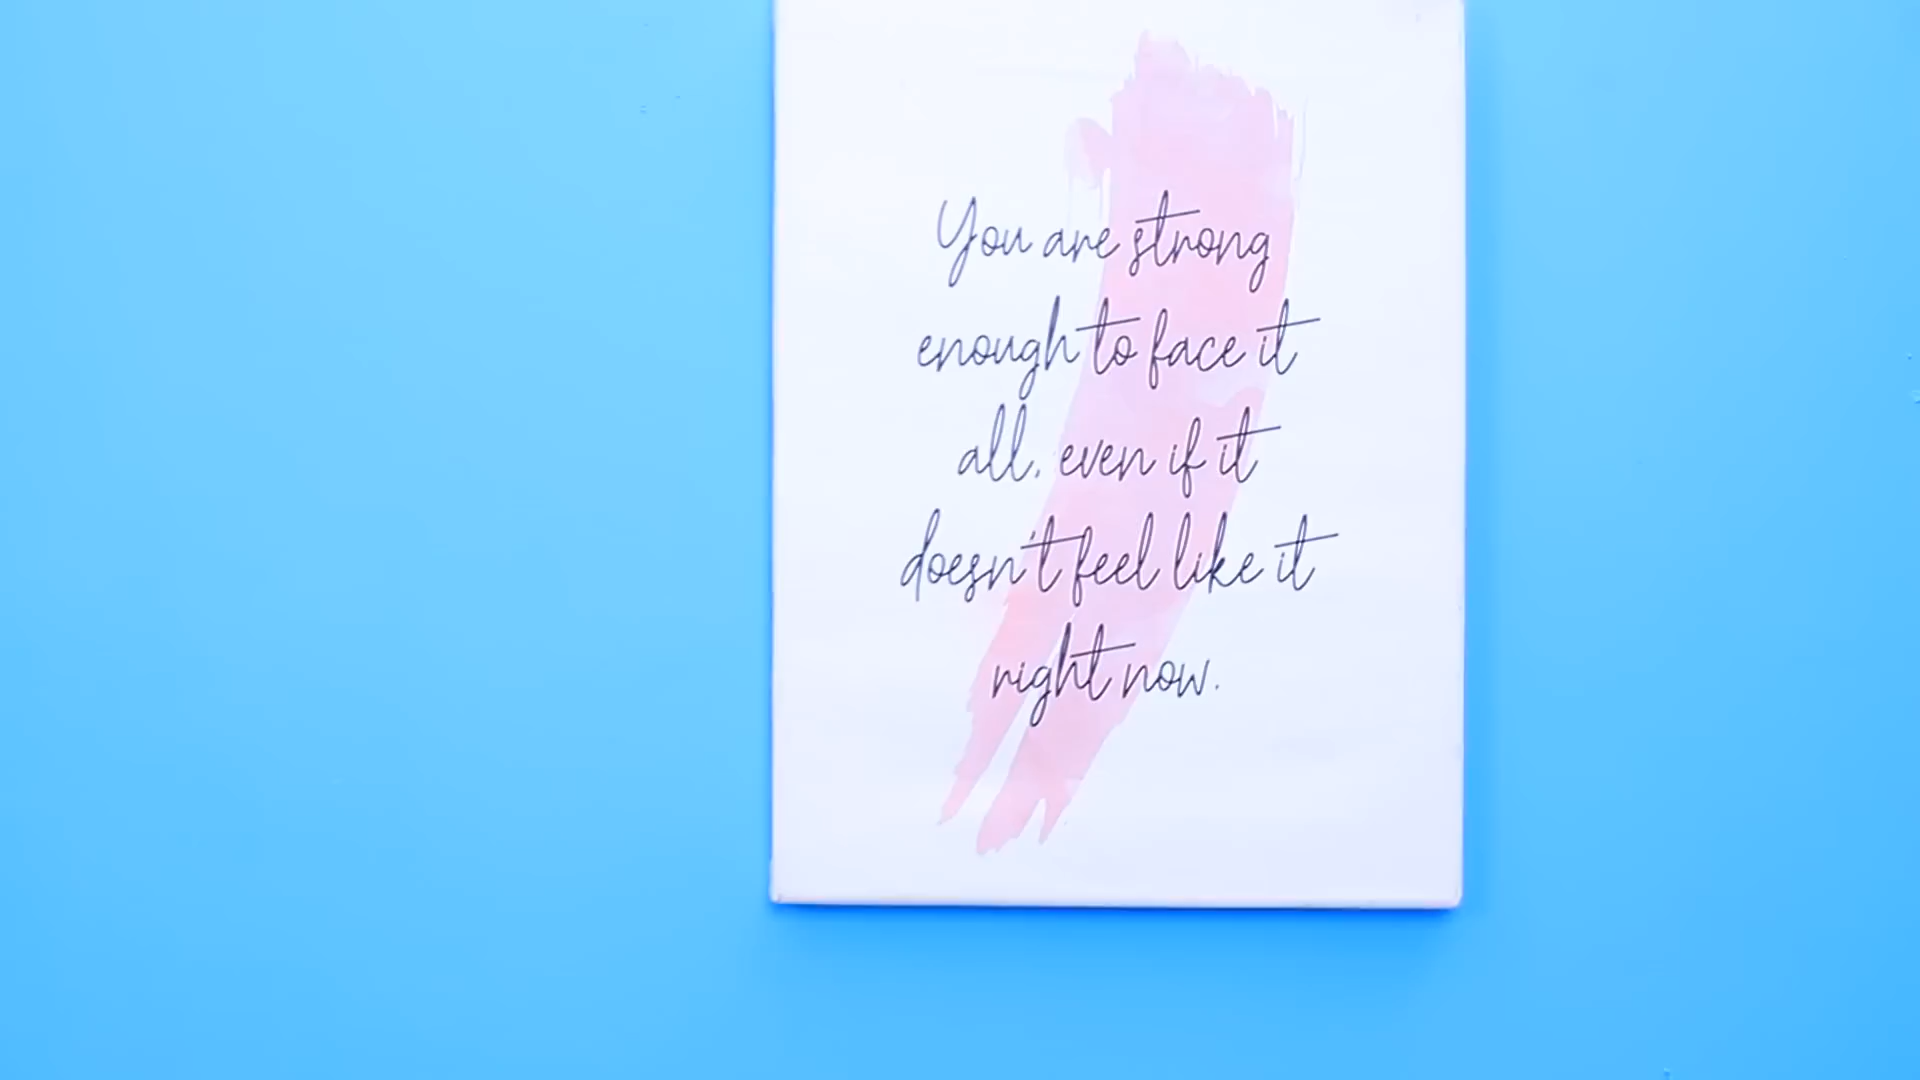 You are strong
enough to face it
all, even if it
doesn't feel like it
right now.